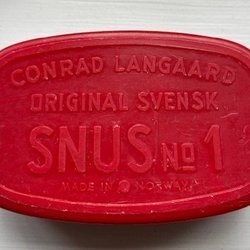 CONRAD LANGAARD
ORIGINAL SVENSK
SNUS No 1
MADE IN NORWAY